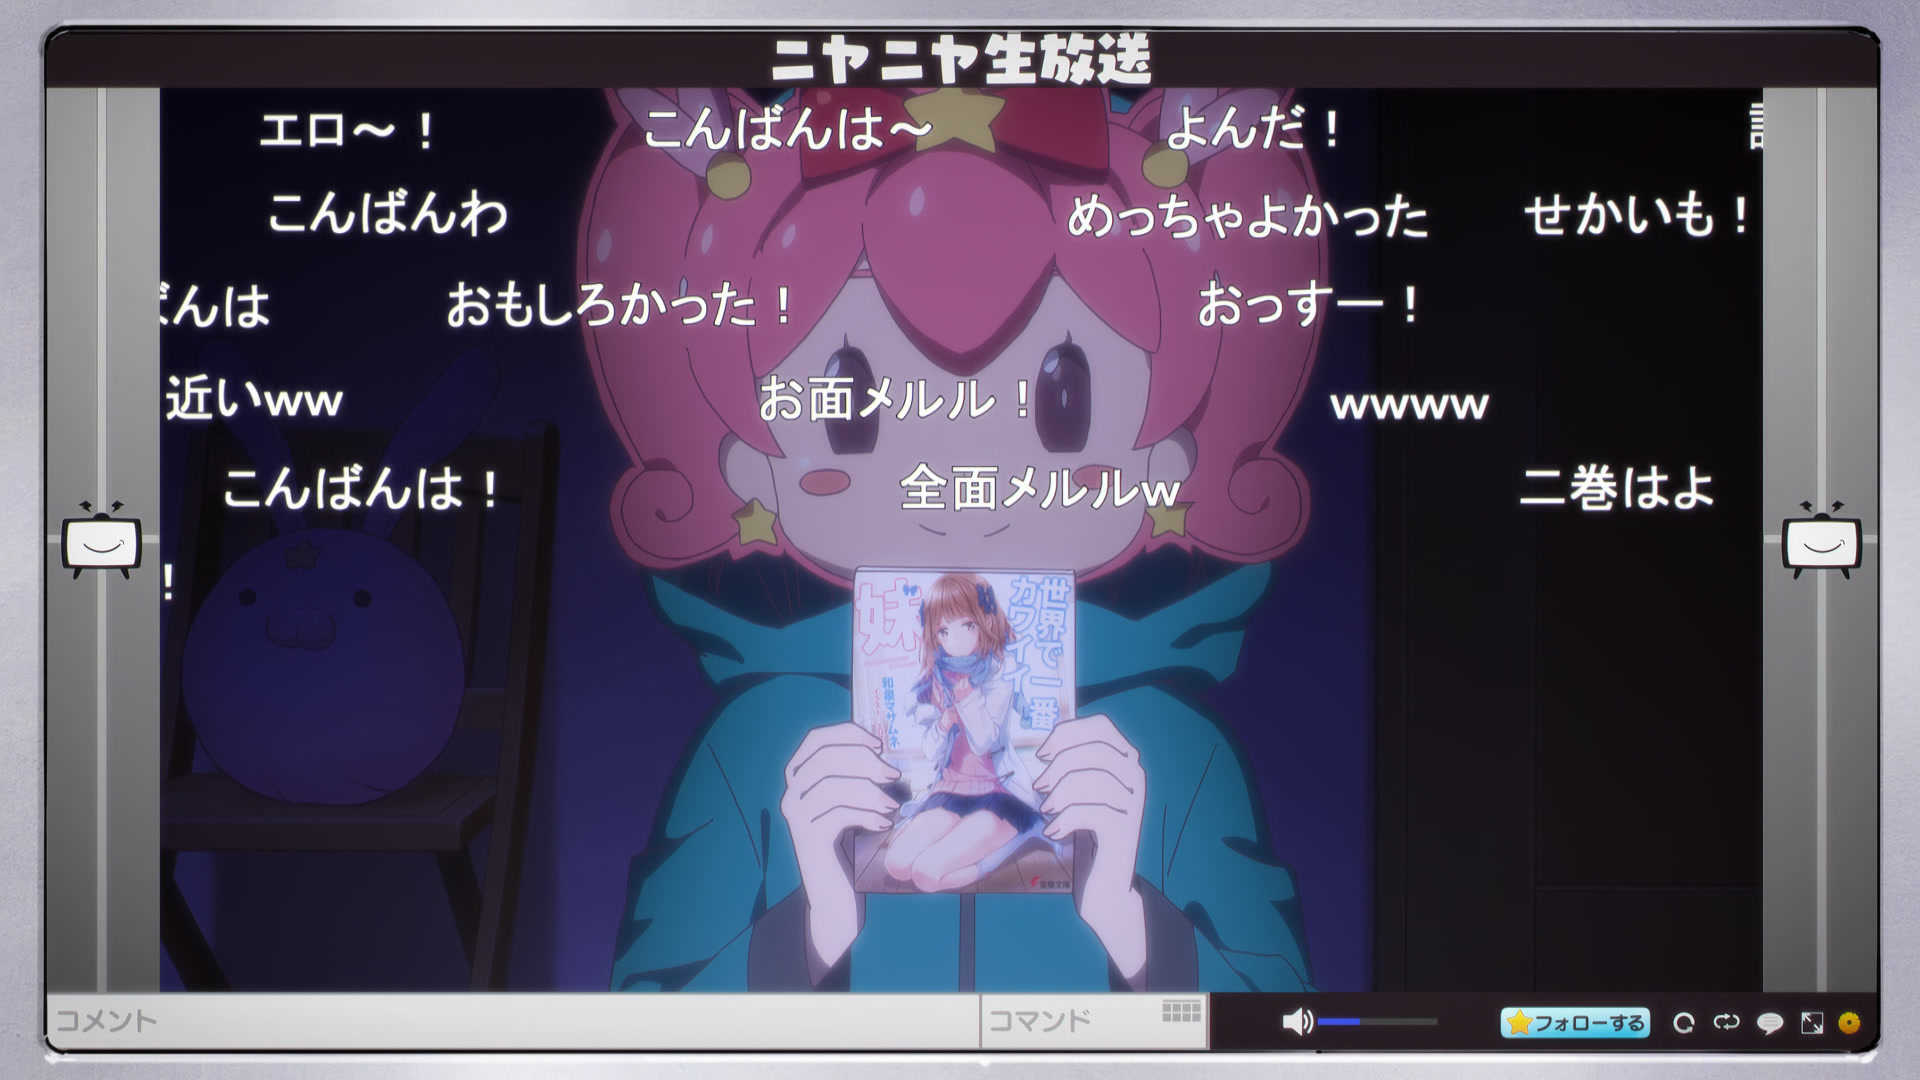 ニヤニヤ生放送
エロ～！ こんばんは～ よんだ！
こんばんわ めっちゃよかった せかいも！
ばんは おもしろかった！ おっすー！
近いww お面メルル！ wwww
こんばんは！ 全面メルルw 二巻はよ
！
世界で一番
カワイイ
妹
和泉マサムネ
イラスト
電撃文庫
コメント
コマンド
フォローする